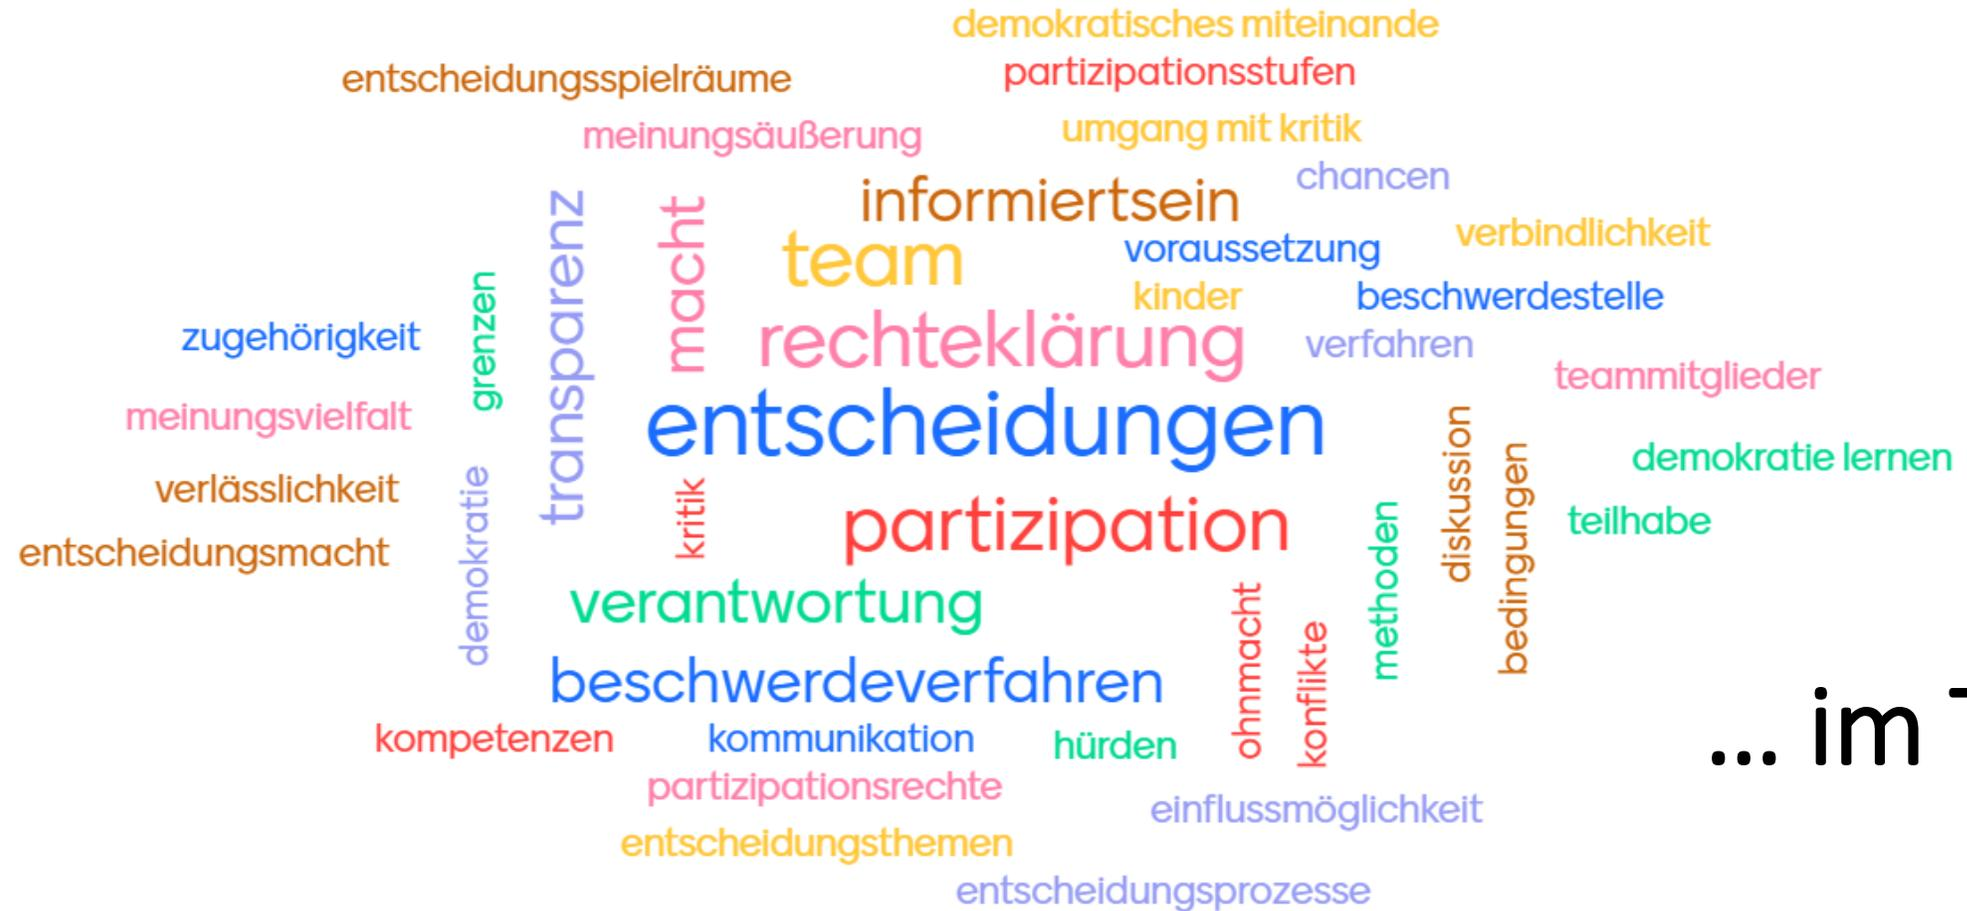 demokratisches miteinande
entscheidungsspielräume
partizipationsstufen
meinungsäußerung
umgang mit kritik
chancen
informiertsein
transparenz
macht
team
voraussetzung
verbindlichkeit
kinder
beschwerdestelle
grenzen
zugehörigkeit
rechteklärung
verfahren
teammitglieder
meinungsvielfalt
entscheidungen
diskussion
bedingungen
demokratie lernen
verlässlichkeit
demokratie
kritik
partizipation
methoden
teilhabe
entscheidungsmacht
verantwortung
ohnmacht
konflikte
beschwerdeverfahren
... im
kompetenzen
kommunikation
hürden
partizipationsrechte
einflussmöglichkeit
entscheidungsthemen
entscheidungsprozesse